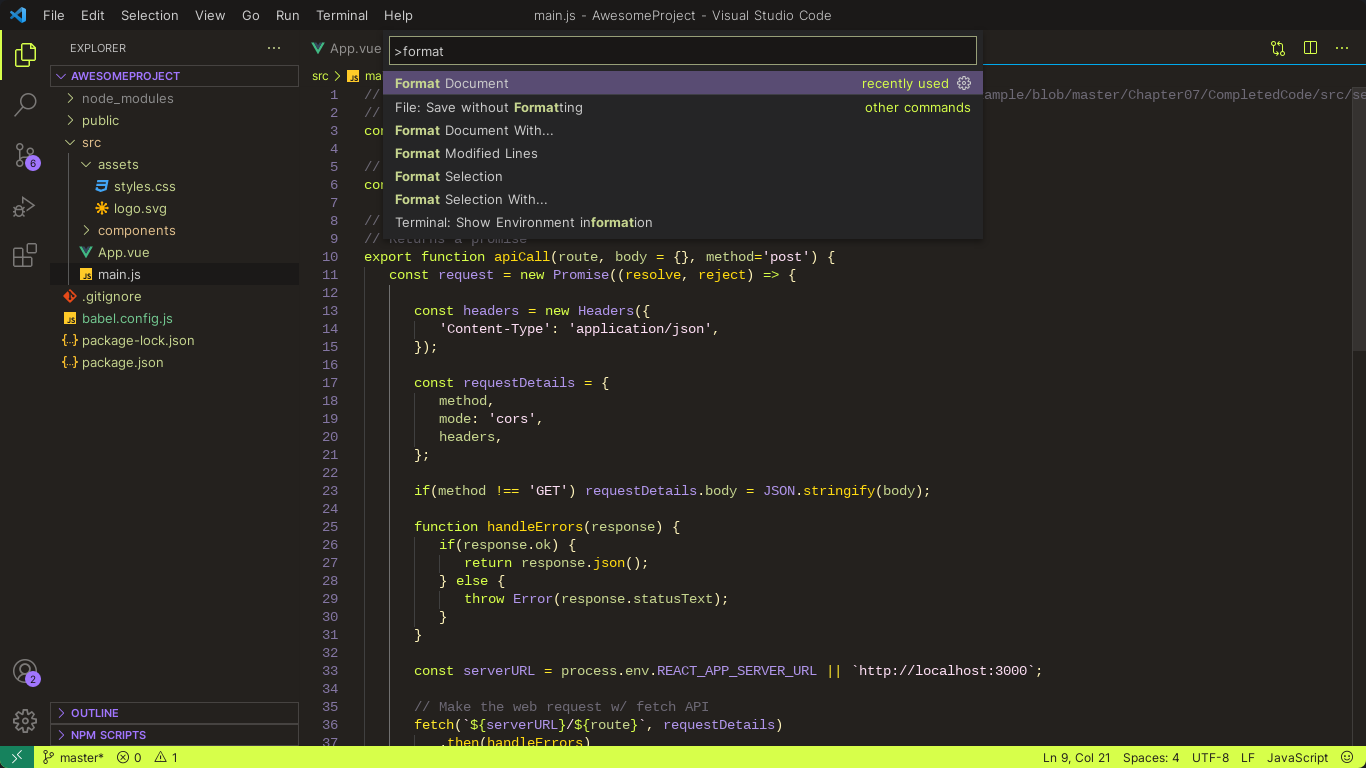 File Edit Selection View Go Run Terminal Help main.js - AwesomeProject - Visual Studio Code
EXPLORER
App.vue
>format
AWESOMEPROJECT
src
Format Document recently used
File: Save without Formatting other commands
Format Document With...
Format Modified Lines
Format Selection
Format Selection With...
Terminal: Show Environment information
node_modules
public
src
assets
styles.css
logo.svg
components
App.vue
main.js
.gitignore
babel.config.js
package-lock.json
package.json
6
2
OUTLINE
NPM SCRIPTS
1 // ample/blob/master/Chapter07/CompletedCode/src/se
2 //
3
4
5 //
6
7
8 //
9 // Returns a promise
10 export function apiCall(route, body = {}, method='post') {
11 const request = new Promise((resolve, reject) => {
12
13 const headers = new Headers({
14 'Content-Type': 'application/json',
15 });
16
17 const requestDetails = {
18 method,
19 mode: 'cors',
20 headers,
21 };
22
23 if(method !== 'GET') requestDetails.body = JSON.stringify(body);
24
25 function handleErrors(response) {
26 if(response.ok) {
27 return response.json();
28 } else {
29 throw Error(response.statusText);
30 }
31 }
32
33 const serverURL = process.env.REACT_APP_SERVER_URL || `http://localhost:3000`;
34
35 // Make the web request w/ fetch API
36 fetch(`${serverURL}/${route}`, requestDetails)
37 .then(handleErrors)
master* 0 1 Ln 9, Col 21 Spaces: 4 UTF-8 LF JavaScript